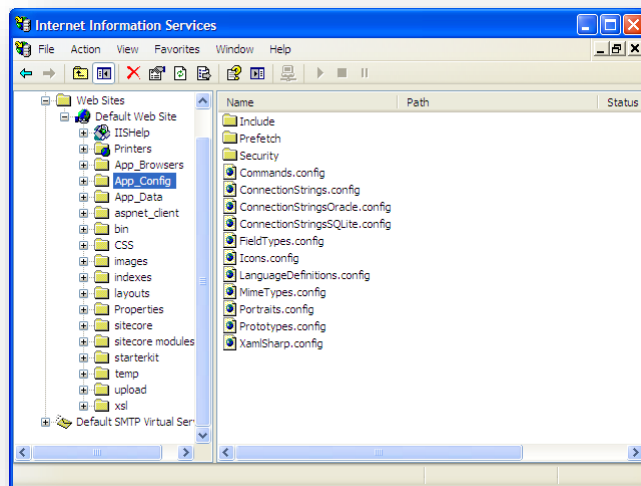 Internet Information Services
File Action View Favorites Window Help
Web Sites
Default Web Site
IISHelp
Printers
App_Browsers
App_Config
App_Data
aspnet_client
bin
CSS
images
indexes
layouts
Properties
sitecore
sitecore modules
starterkit
temp
upload
xsl
Default SMTP Virtual Ser
Name Path Status
Include
Prefetch
Security
Commands.config
ConnectionStrings.config
ConnectionStringsOracle.config
ConnectionStringsSQLite.config
FieldTypes.config
Icons.config
LanguageDefinitions.config
MimeTypes.config
Portraits.config
Prototypes.config
XamlSharp.config